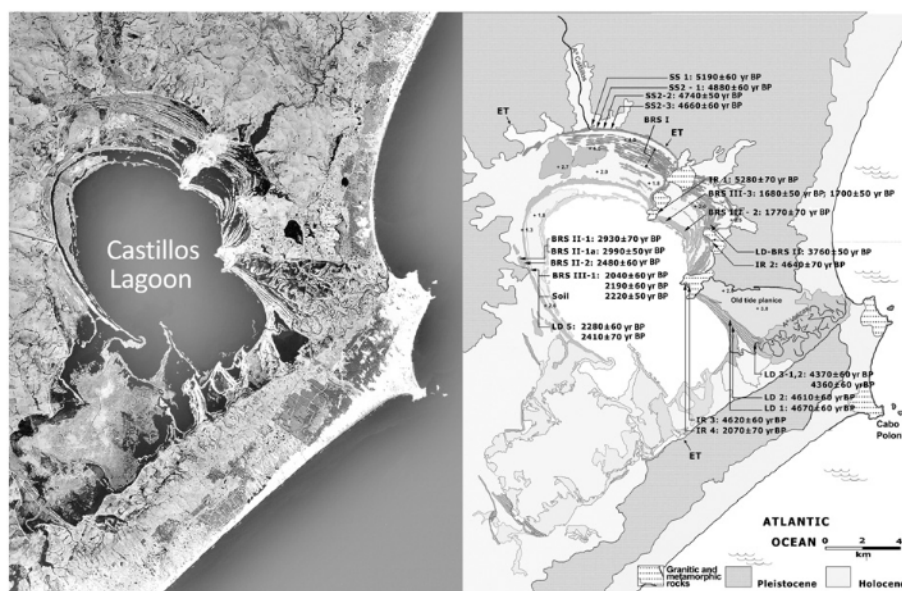 Castillos
Lagoon
SS 1: 5190±60 yr BP
SS2 - 1: 4880±60 yr BP
SS2-2: 4740±50 yr BP
SS2-3: 4660±60 yr BP
BRS I
ET
ET
IR 1: 5280±70 yr BP
BRS III-3: 1680±50 yr BP; 1700±50 yr BP
BRS III - 2: 1770±70 yr BP
LD-BRS II: 3760±50 yr BP
IR 2: 4640±70 yr BP
BRS II-1: 2930±70 yr BP
BRS II-1a: 2990±50 yr BP
BRS II-2: 2480±60 yr BP
BRS III-1: 2040±60 yr BP
2190±60 yr BP
Soil 2220±50 yr BP
LD 5: 2280±60 yr BP
2410±70 yr BP
Old tide planice
LD 3-1,2: 4370±60 yr BP
4360±60 yr BP
LD 2: 4610±60 yr BP
LD 1: 4670±60 yr BP
IR 3: 4620±60 yr BP
IR 4: 2070±70 yr BP
ET
Cabo
Polon
ATLANTIC
OCEAN
0 2 4
km
Granitic and
metamorphic
rocks
Pleistocene
Holocene